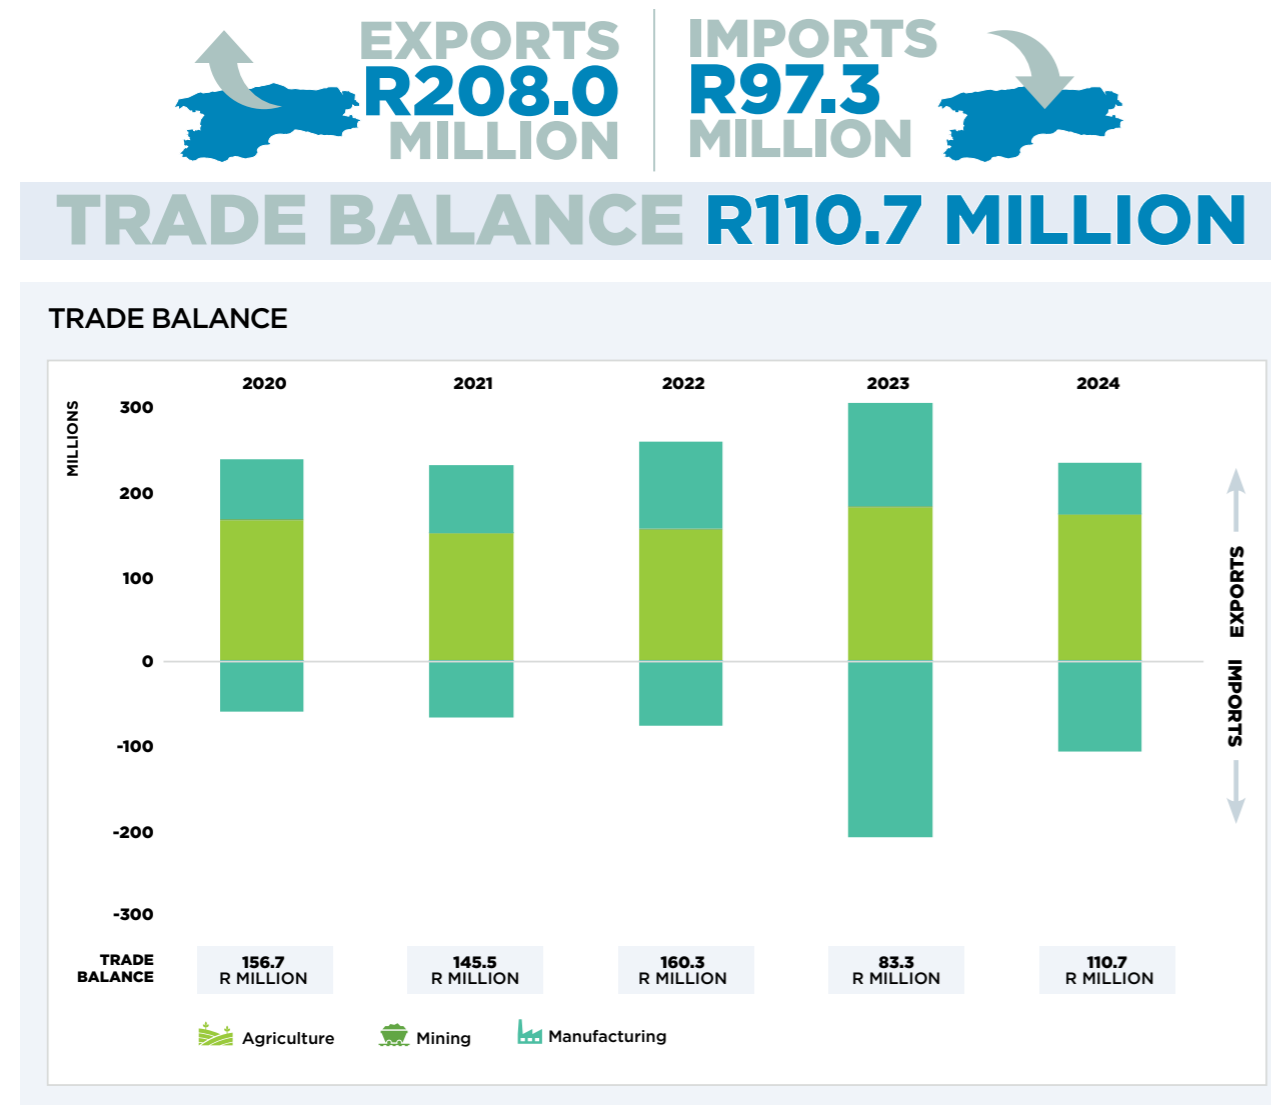 EXPORTS
R208.0
MILLION
IMPORTS
R97.3
MILLION
TRADE BALANCE R110.7 MILLION
TRADE BALANCE
2020 2021 2022 2023 2024
MILLIONS
300
200
100
0
-100
-200
-300
EXPORTS
IMPORTS
TRADE
BALANCE
156.7
R MILLION
145.5
R MILLION
160.3
R MILLION
83.3
R MILLION
110.7
R MILLION
Agriculture Mining Manufacturing